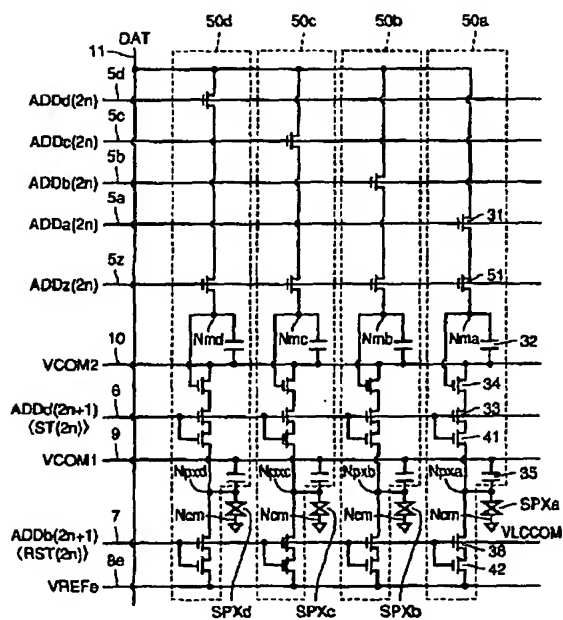 50d 50c 50b 50a
11 DAT
5d
ADDd(2n)
5c
ADDc(2n)
5b
ADDb(2n)
5a
ADDa(2n) 31
5z
ADDz(2n) 51
Nmd Nmc Nmb Nma 32
10
VCOM2 34
6
ADDd(2n+1) 33
(ST(2n)) 41
9
VCOM1
Npxd Npxc Npxb Npxa 35
Ncm Ncm Ncm Ncm SPXa
7 VLCCOM
ADDb(2n+1)
(RST(2n)) 38
8e 42
VREFe
SPXd SPXc SPXb